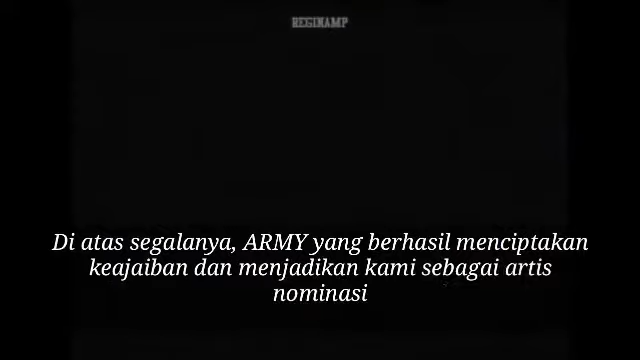 REGINAMP
Di atas segalanya, ARMY yang berhasil menciptakan
keajaiban dan menjadikan kami sebagai artis
nominasi